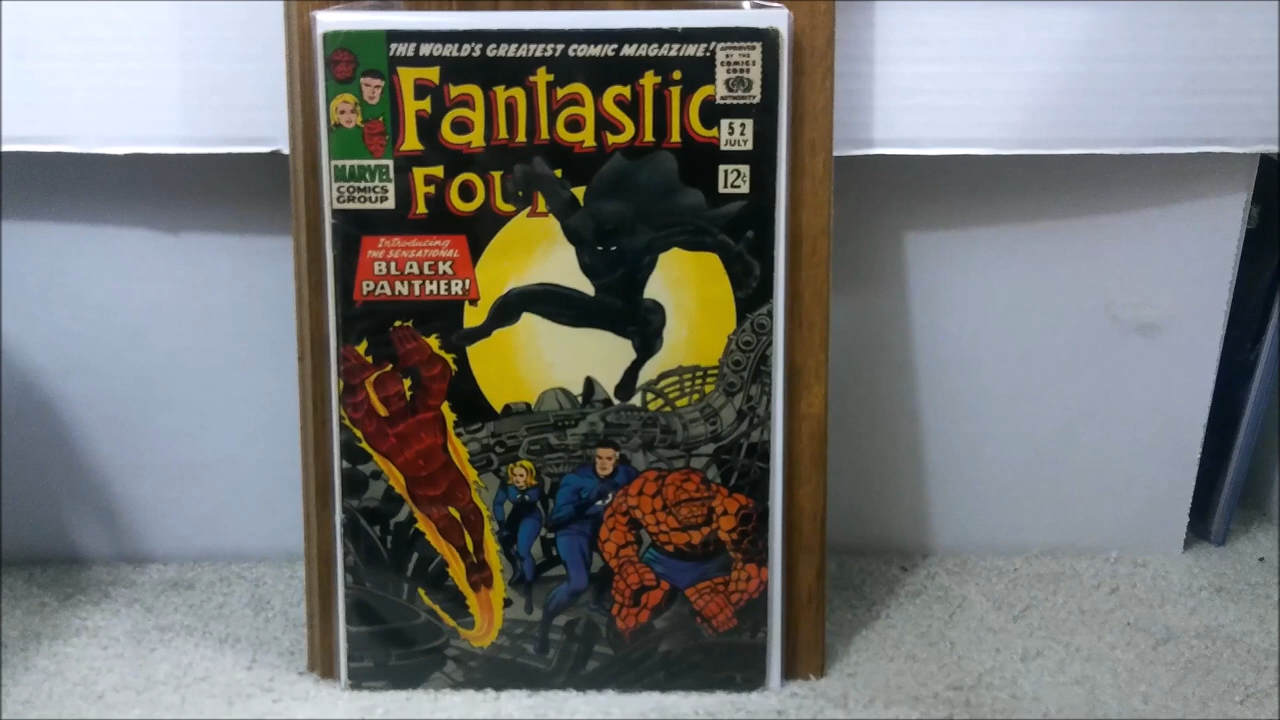 THE WORLD'S GREATEST COMIC MAGAZINE!
APPROVED
BY THE
COMICS
CODE
AUTHORITY
Fantastic
Four
52
JULY
12¢
MARVEL
COMICS
GROUP
Introducing
THE SENSATIONAL
BLACK
PANTHER!